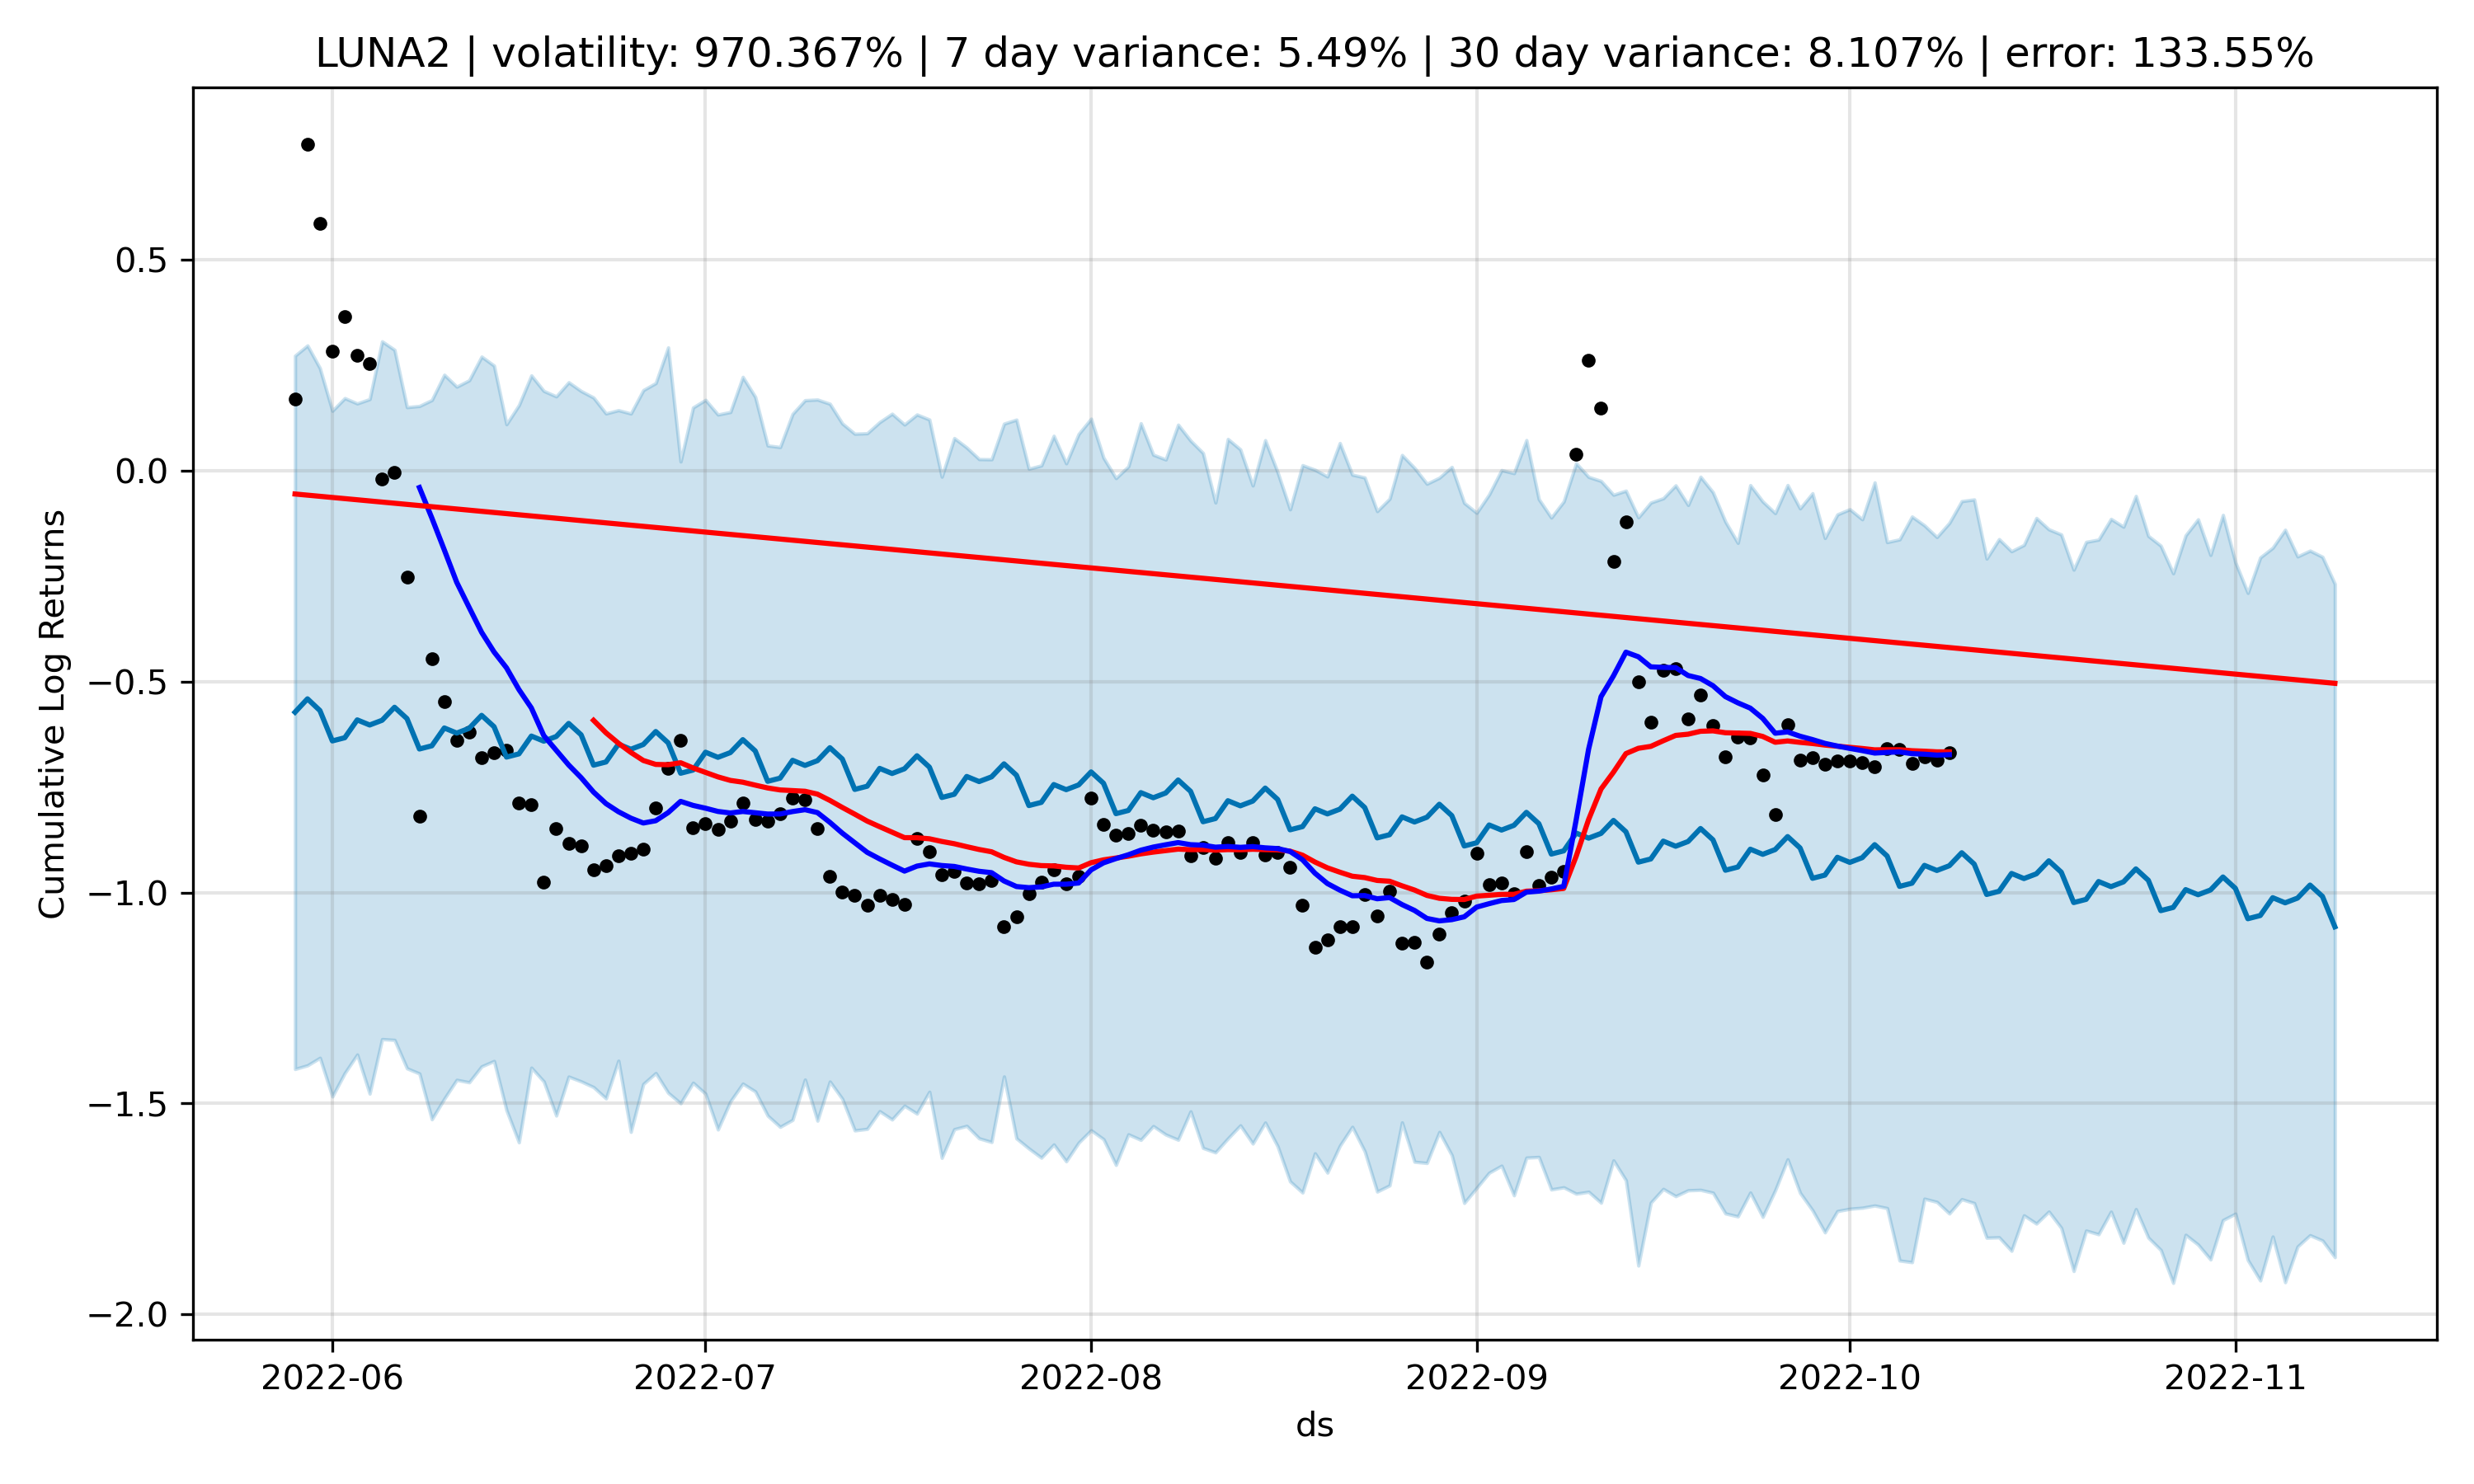 LUNA2 | volatility: 970.367% | 7 day variance: 5.49% | 30 day variance: 8.107% | error: 133.55%
Cumulative Log Returns
0.5
0.0
−0.5
−1.0
−1.5
−2.0
2022-06 2022-07 2022-08 2022-09 2022-10 2022-11
ds